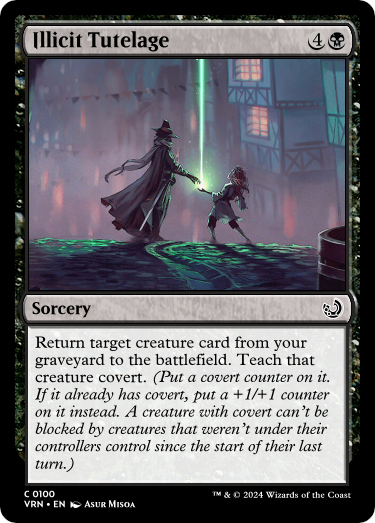 Illicit Tutelage 4
Sorcery
Return target creature card from your
graveyard to the battlefield. Teach that
creature covert. (Put a covert counter on it.
If it already has covert, put a +1/+1 counter
on it instead. A creature with covert can't be
blocked by creatures that weren't under their
controllers control since the start of their last
turn.)
C 0100
VRN • EN Asur Misoa
™ & © 2024 Wizards of the Coast